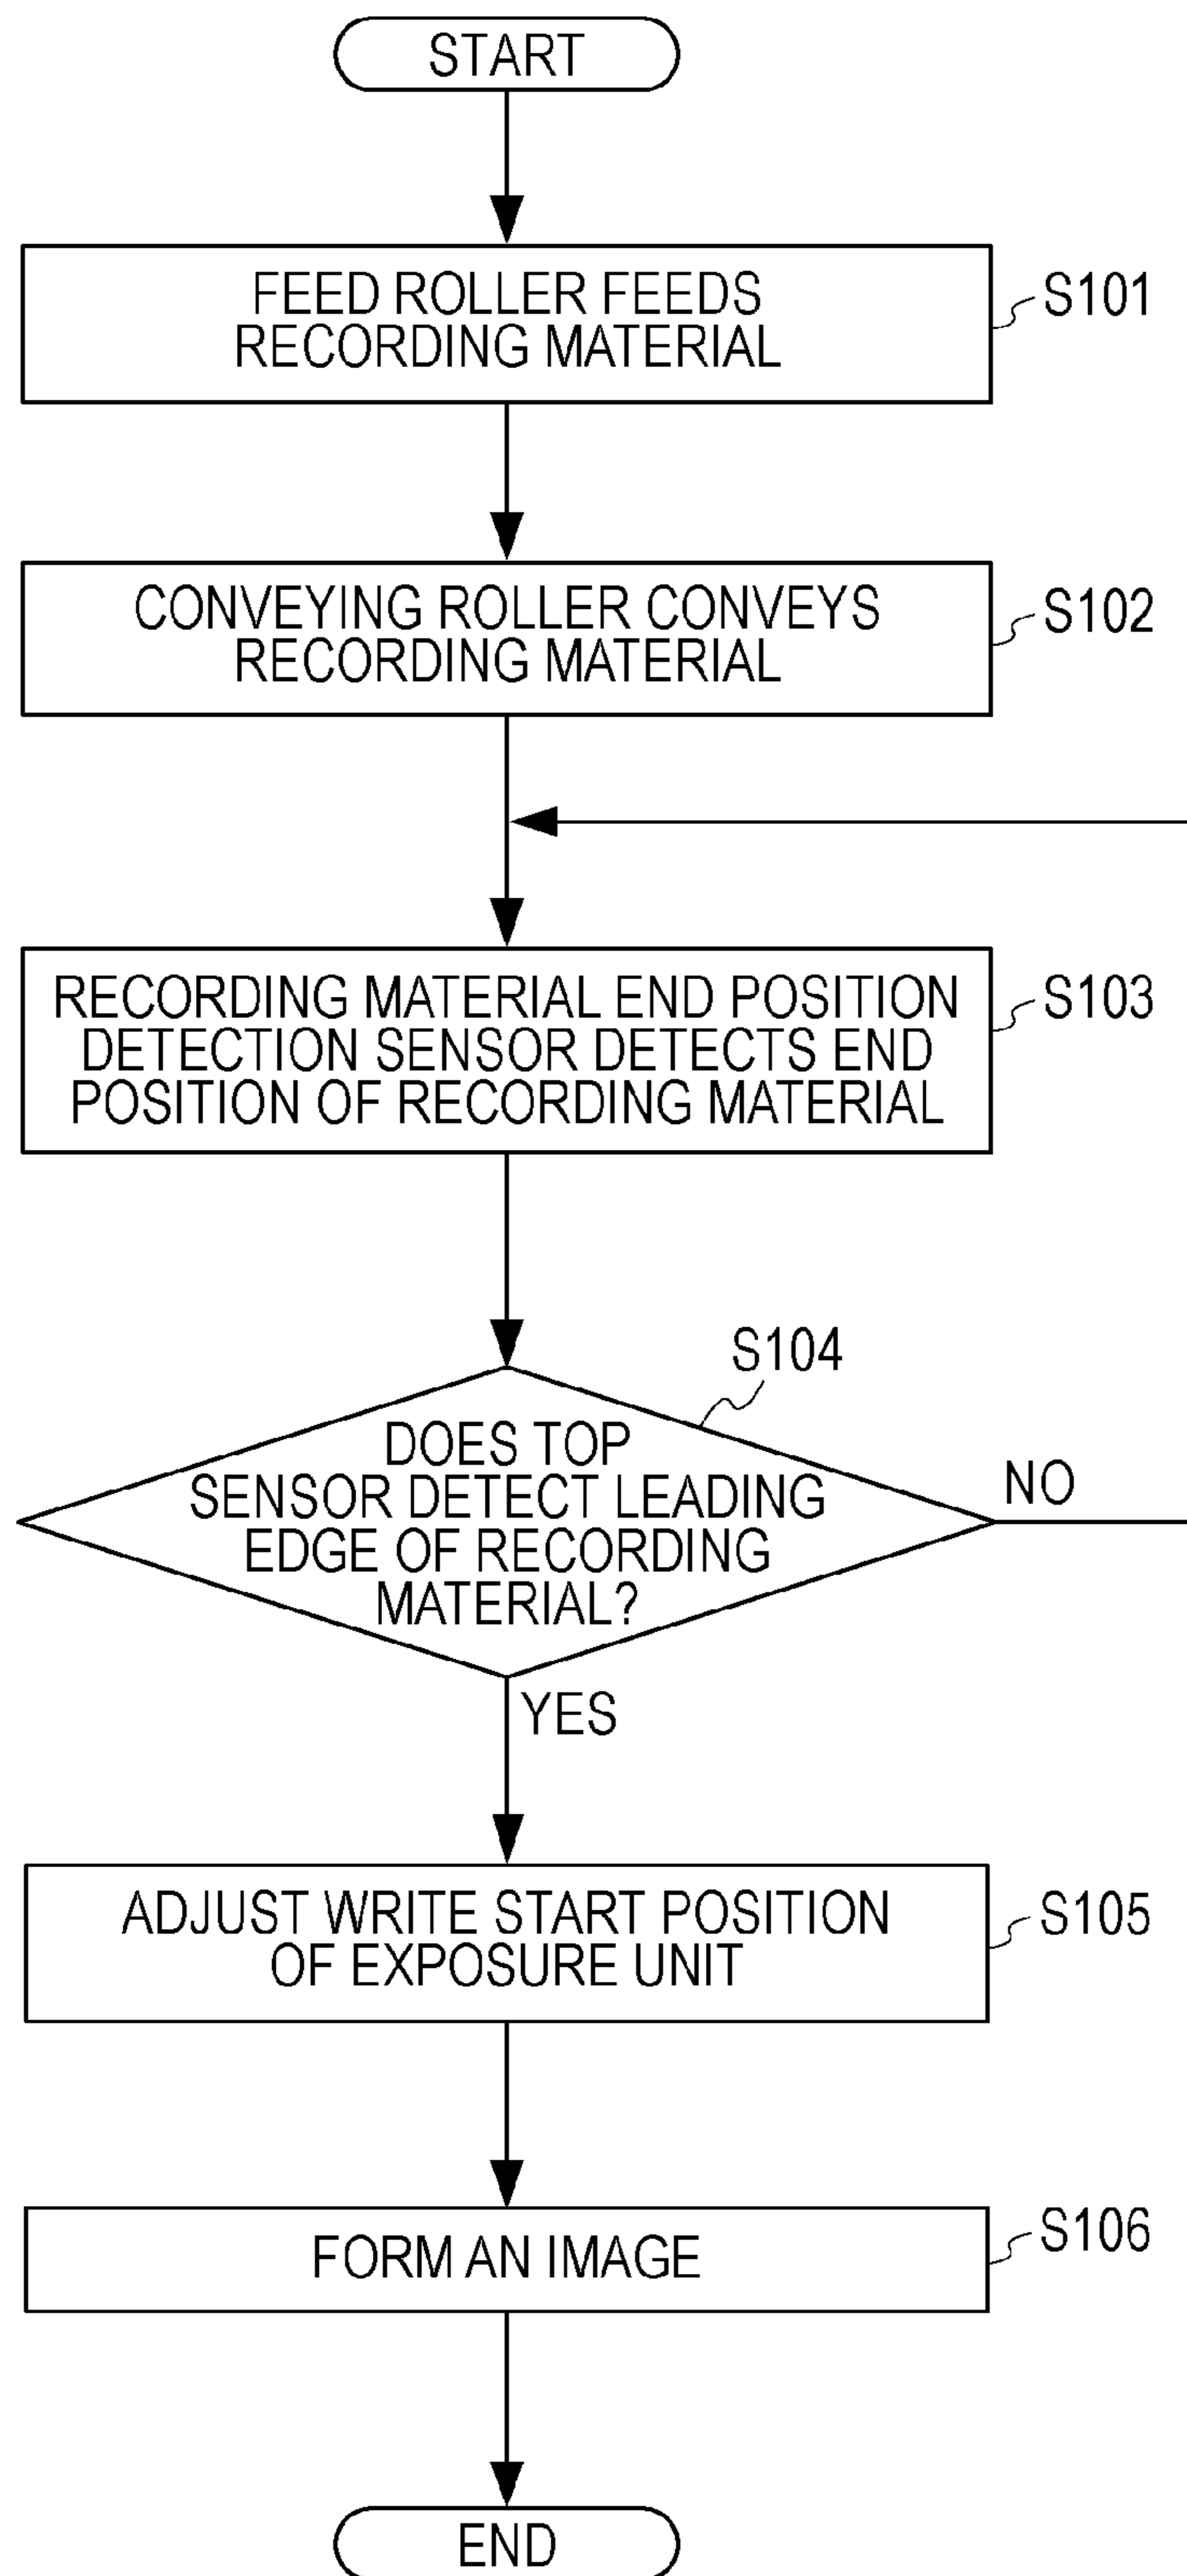 START
FEED ROLLER FEEDS
RECORDING MATERIAL
S101
CONVEYING ROLLER CONVEYS
RECORDING MATERIAL
S102
RECORDING MATERIAL END POSITION
DETECTION SENSOR DETECTS END
POSITION OF RECORDING MATERIAL
S103
S104
DOES TOP
SENSOR DETECT LEADING
EDGE OF RECORDING
MATERIAL?
NO
YES
ADJUST WRITE START POSITION
OF EXPOSURE UNIT
S105
FORM AN IMAGE
S106
END